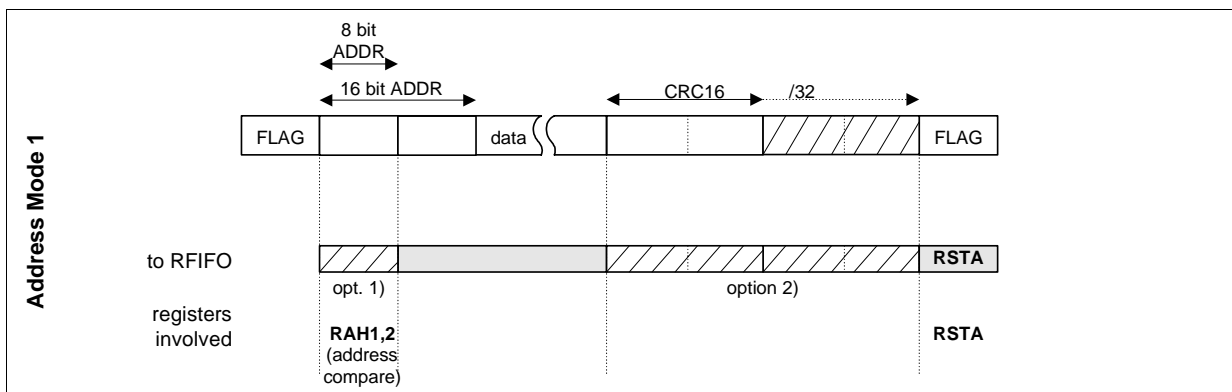 Address Mode 1
8 bit
ADDR
16 bit ADDR
CRC16
/32
FLAG
data
FLAG
to RFIFO
RSTA
opt. 1)
option 2)
registers
involved
RAH1,2
(address
compare)
RSTA